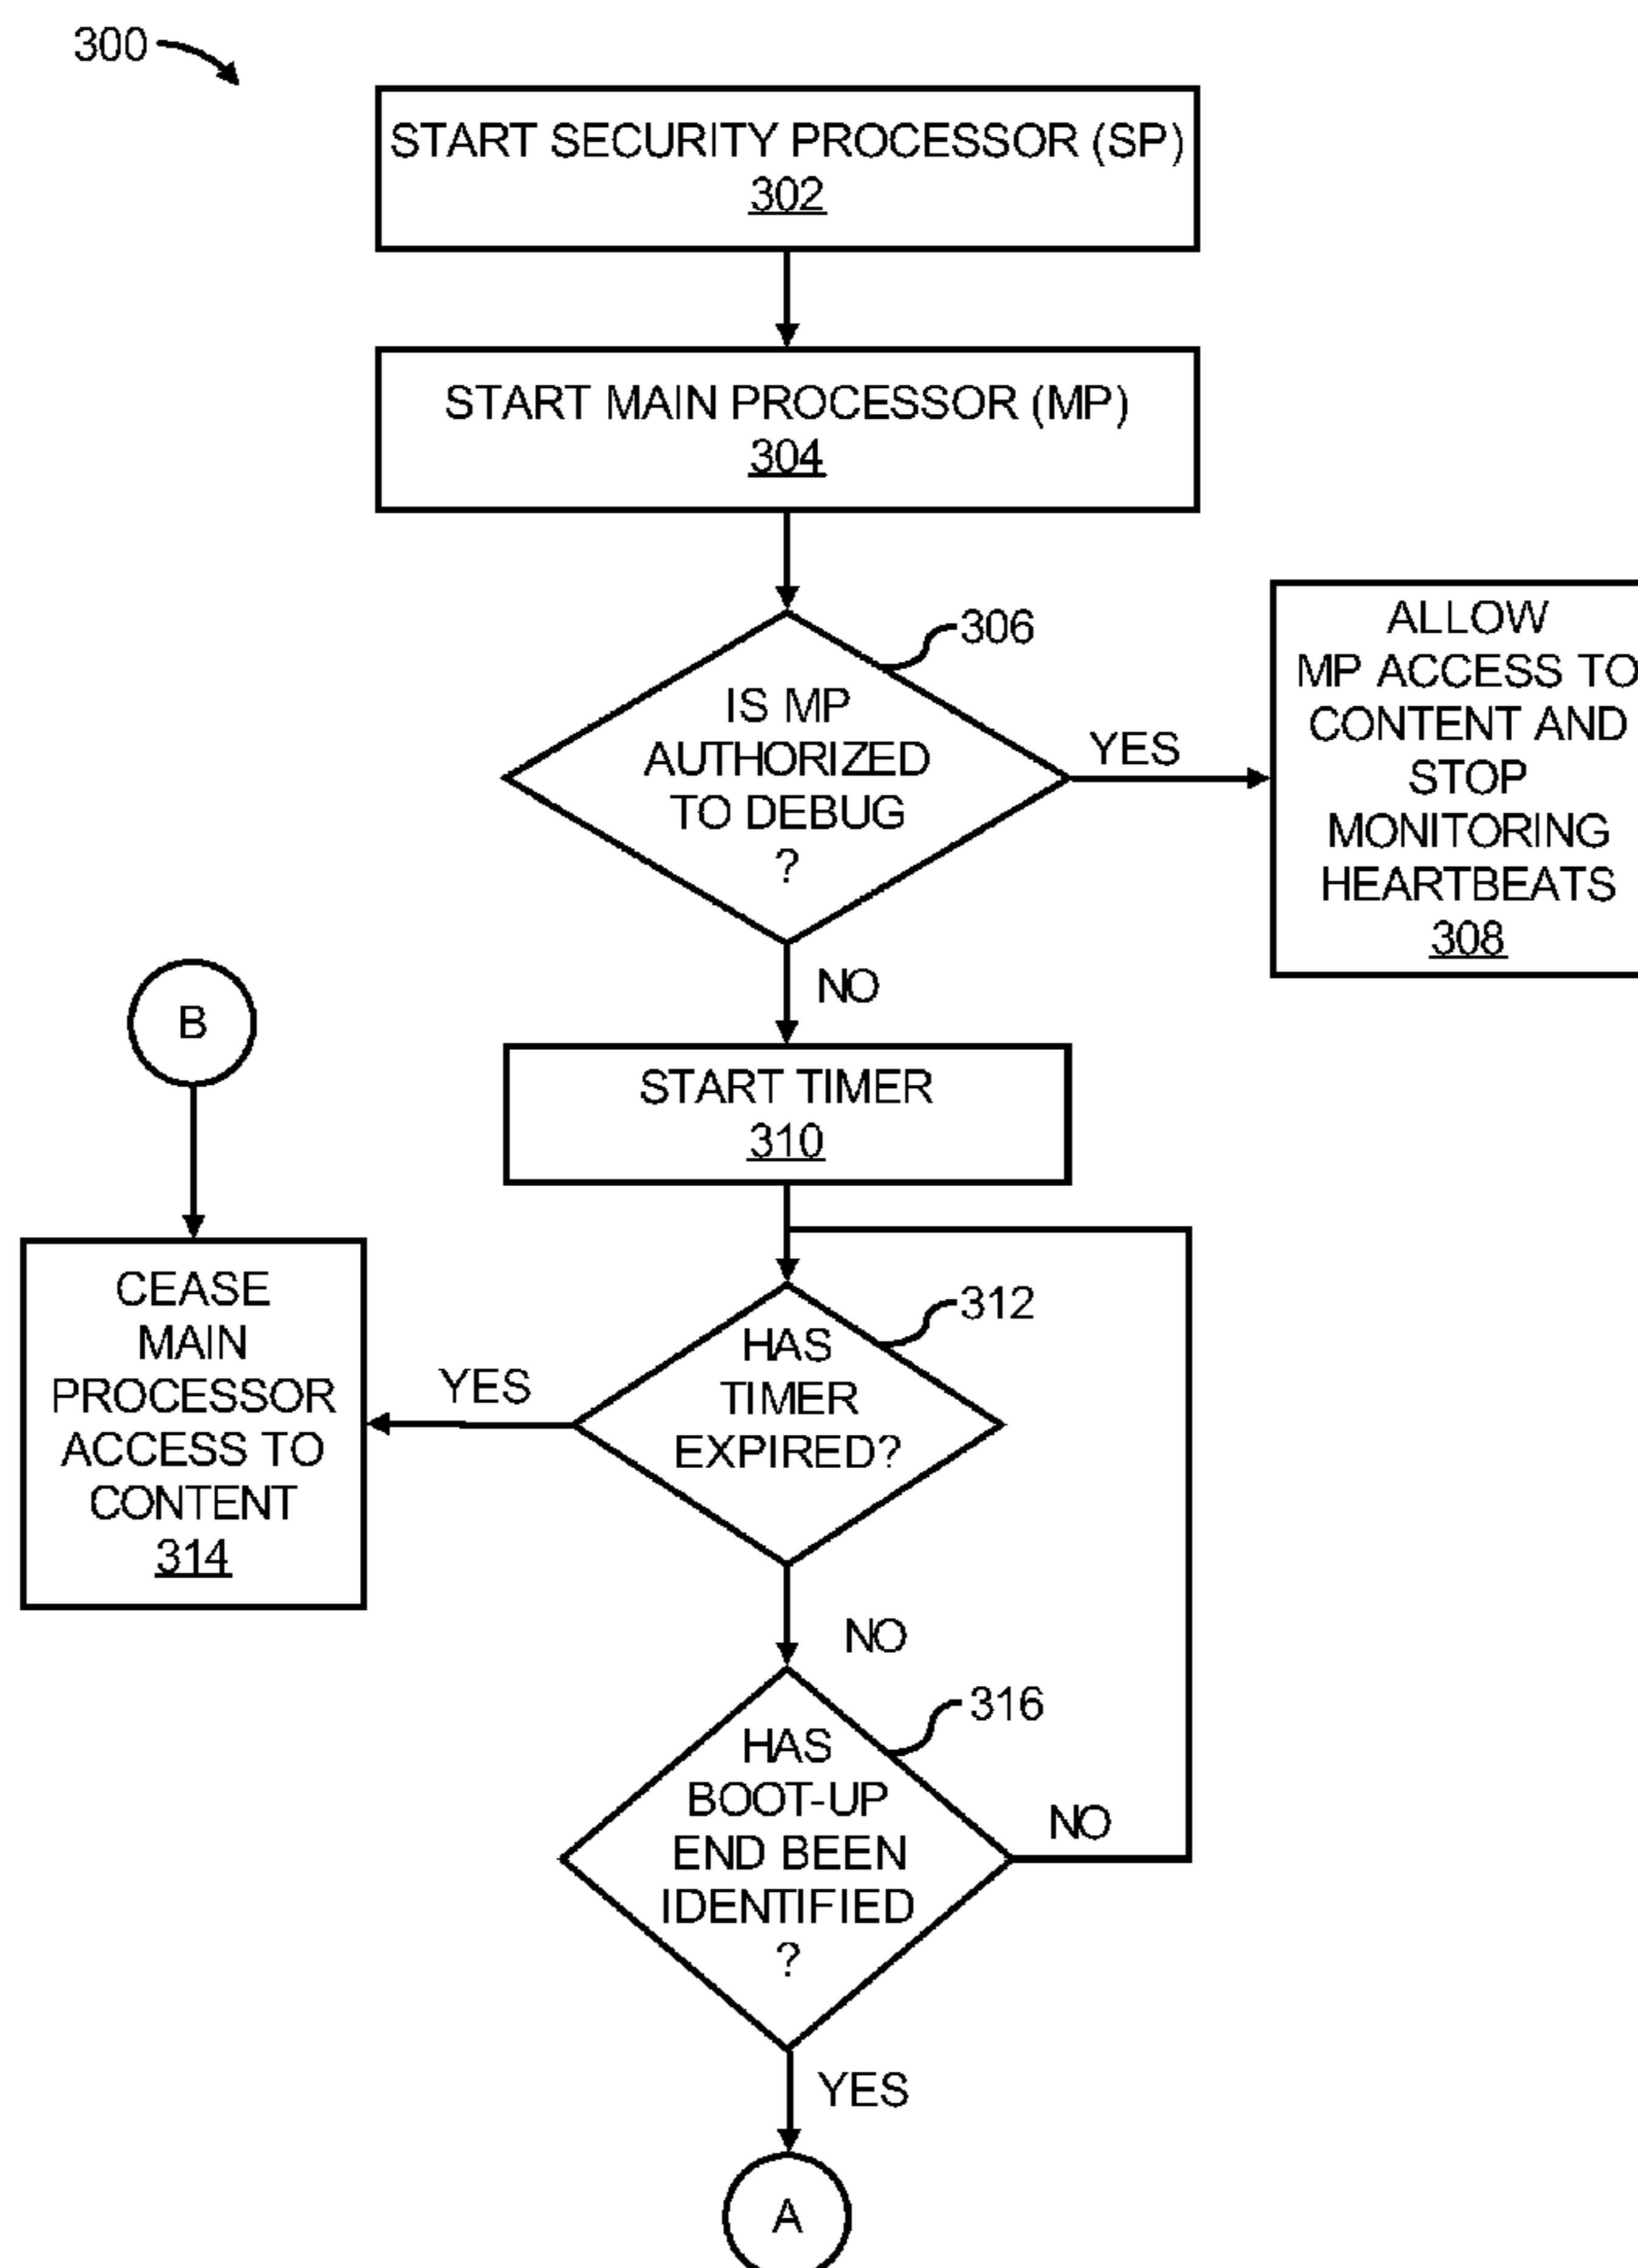 300
START SECURITY PROCESSOR (SP)
302
START MAIN PROCESSOR (MP)
304
306
IS MP
AUTHORIZED
TO DEBUG
?
YES
ALLOW
MP ACCESS TO
CONTENT AND
STOP
MONITORING
HEARTBEATS
308
NO
B
START TIMER
310
312
HAS
TIMER
EXPIRED?
YES
CEASE
MAIN
PROCESSOR
ACCESS TO
CONTENT
314
NO
316
HAS
BOOT-UP
END BEEN
IDENTIFIED
?
NO
YES
A